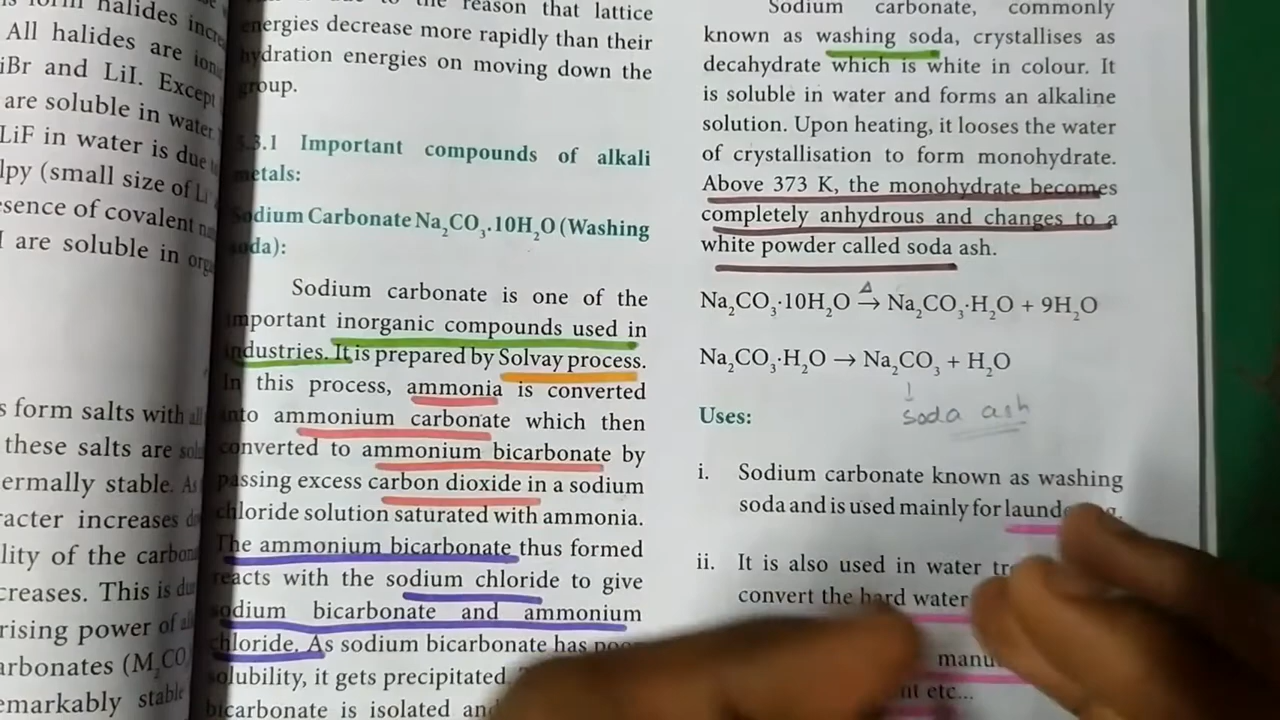 halides
All halides are ionic
iBr and LiI. Except
are soluble in water.
LiF in water is due
lpy (small size of Li
esence of covalent
I are soluble in
s form salts with all
these salts are
ermally stable. As
racter increases
lity of the
creases. This is
rising power of
arbonates (M₂CO
emarkably stable
the reason that lattice
energies decrease more rapidly than their
hydration energies on moving down the
group.
.3.1 Important compounds of alkali
metals:
Sodium Carbonate Na₂CO₃.10H₂O (Washing
soda):
Sodium carbonate is one of the
important inorganic compounds used in
industries. It is prepared by Solvay process.
In this process, ammonia is converted
into ammonium carbonate which then
converted to ammonium bicarbonate by
passing excess carbon dioxide in a sodium
chloride solution saturated with ammonia.
The ammonium bicarbonate thus formed
reacts with the sodium chloride to give
sodium bicarbonate and ammonium
chloride. As sodium bicarbonate has
solubility, it gets precipitated.
bicarbonate is isolated
Sodium carbonate, commonly
known as washing soda, crystallises as
decahydrate which is white in colour. It
is soluble in water and forms an alkaline
solution. Upon heating, it looses the water
of crystallisation to form monohydrate.
Above 373 K, the monohydrate becomes
completely anhydrous and changes to a
white powder called soda ash.
Na₂CO₃·10H₂O →Δ Na₂CO₃·H₂O + 9H₂O
Na₂CO₃·H₂O → Na₂CO₃ + H₂O
soda ash
Uses:
i. Sodium carbonate known as washing
soda and is used mainly for
ii. It is also used in water
convert the hard water
etc...